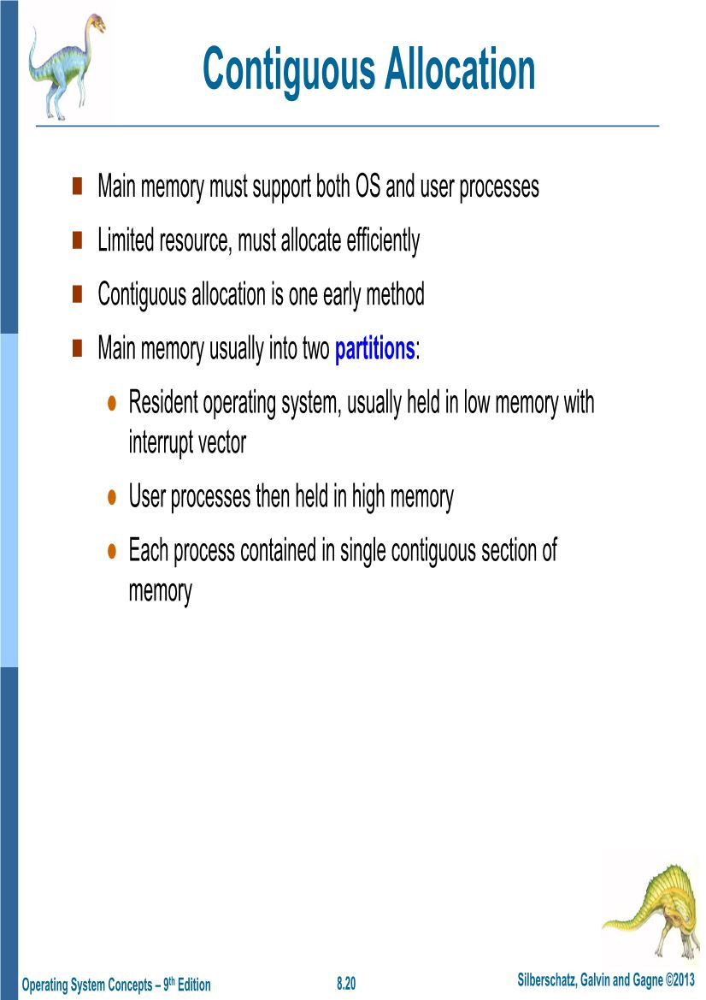 Contiguous Allocation
Main memory must support both OS and user processes
Limited resource, must allocate efficiently
Contiguous allocation is one early method
Main memory usually into two partitions:
Resident operating system, usually held in low memory with
interrupt vector
User processes then held in high memory
Each process contained in single contiguous section of
memory
Operating System Concepts – 9th Edition
8.20
Silberschatz, Galvin and Gagne ©2013